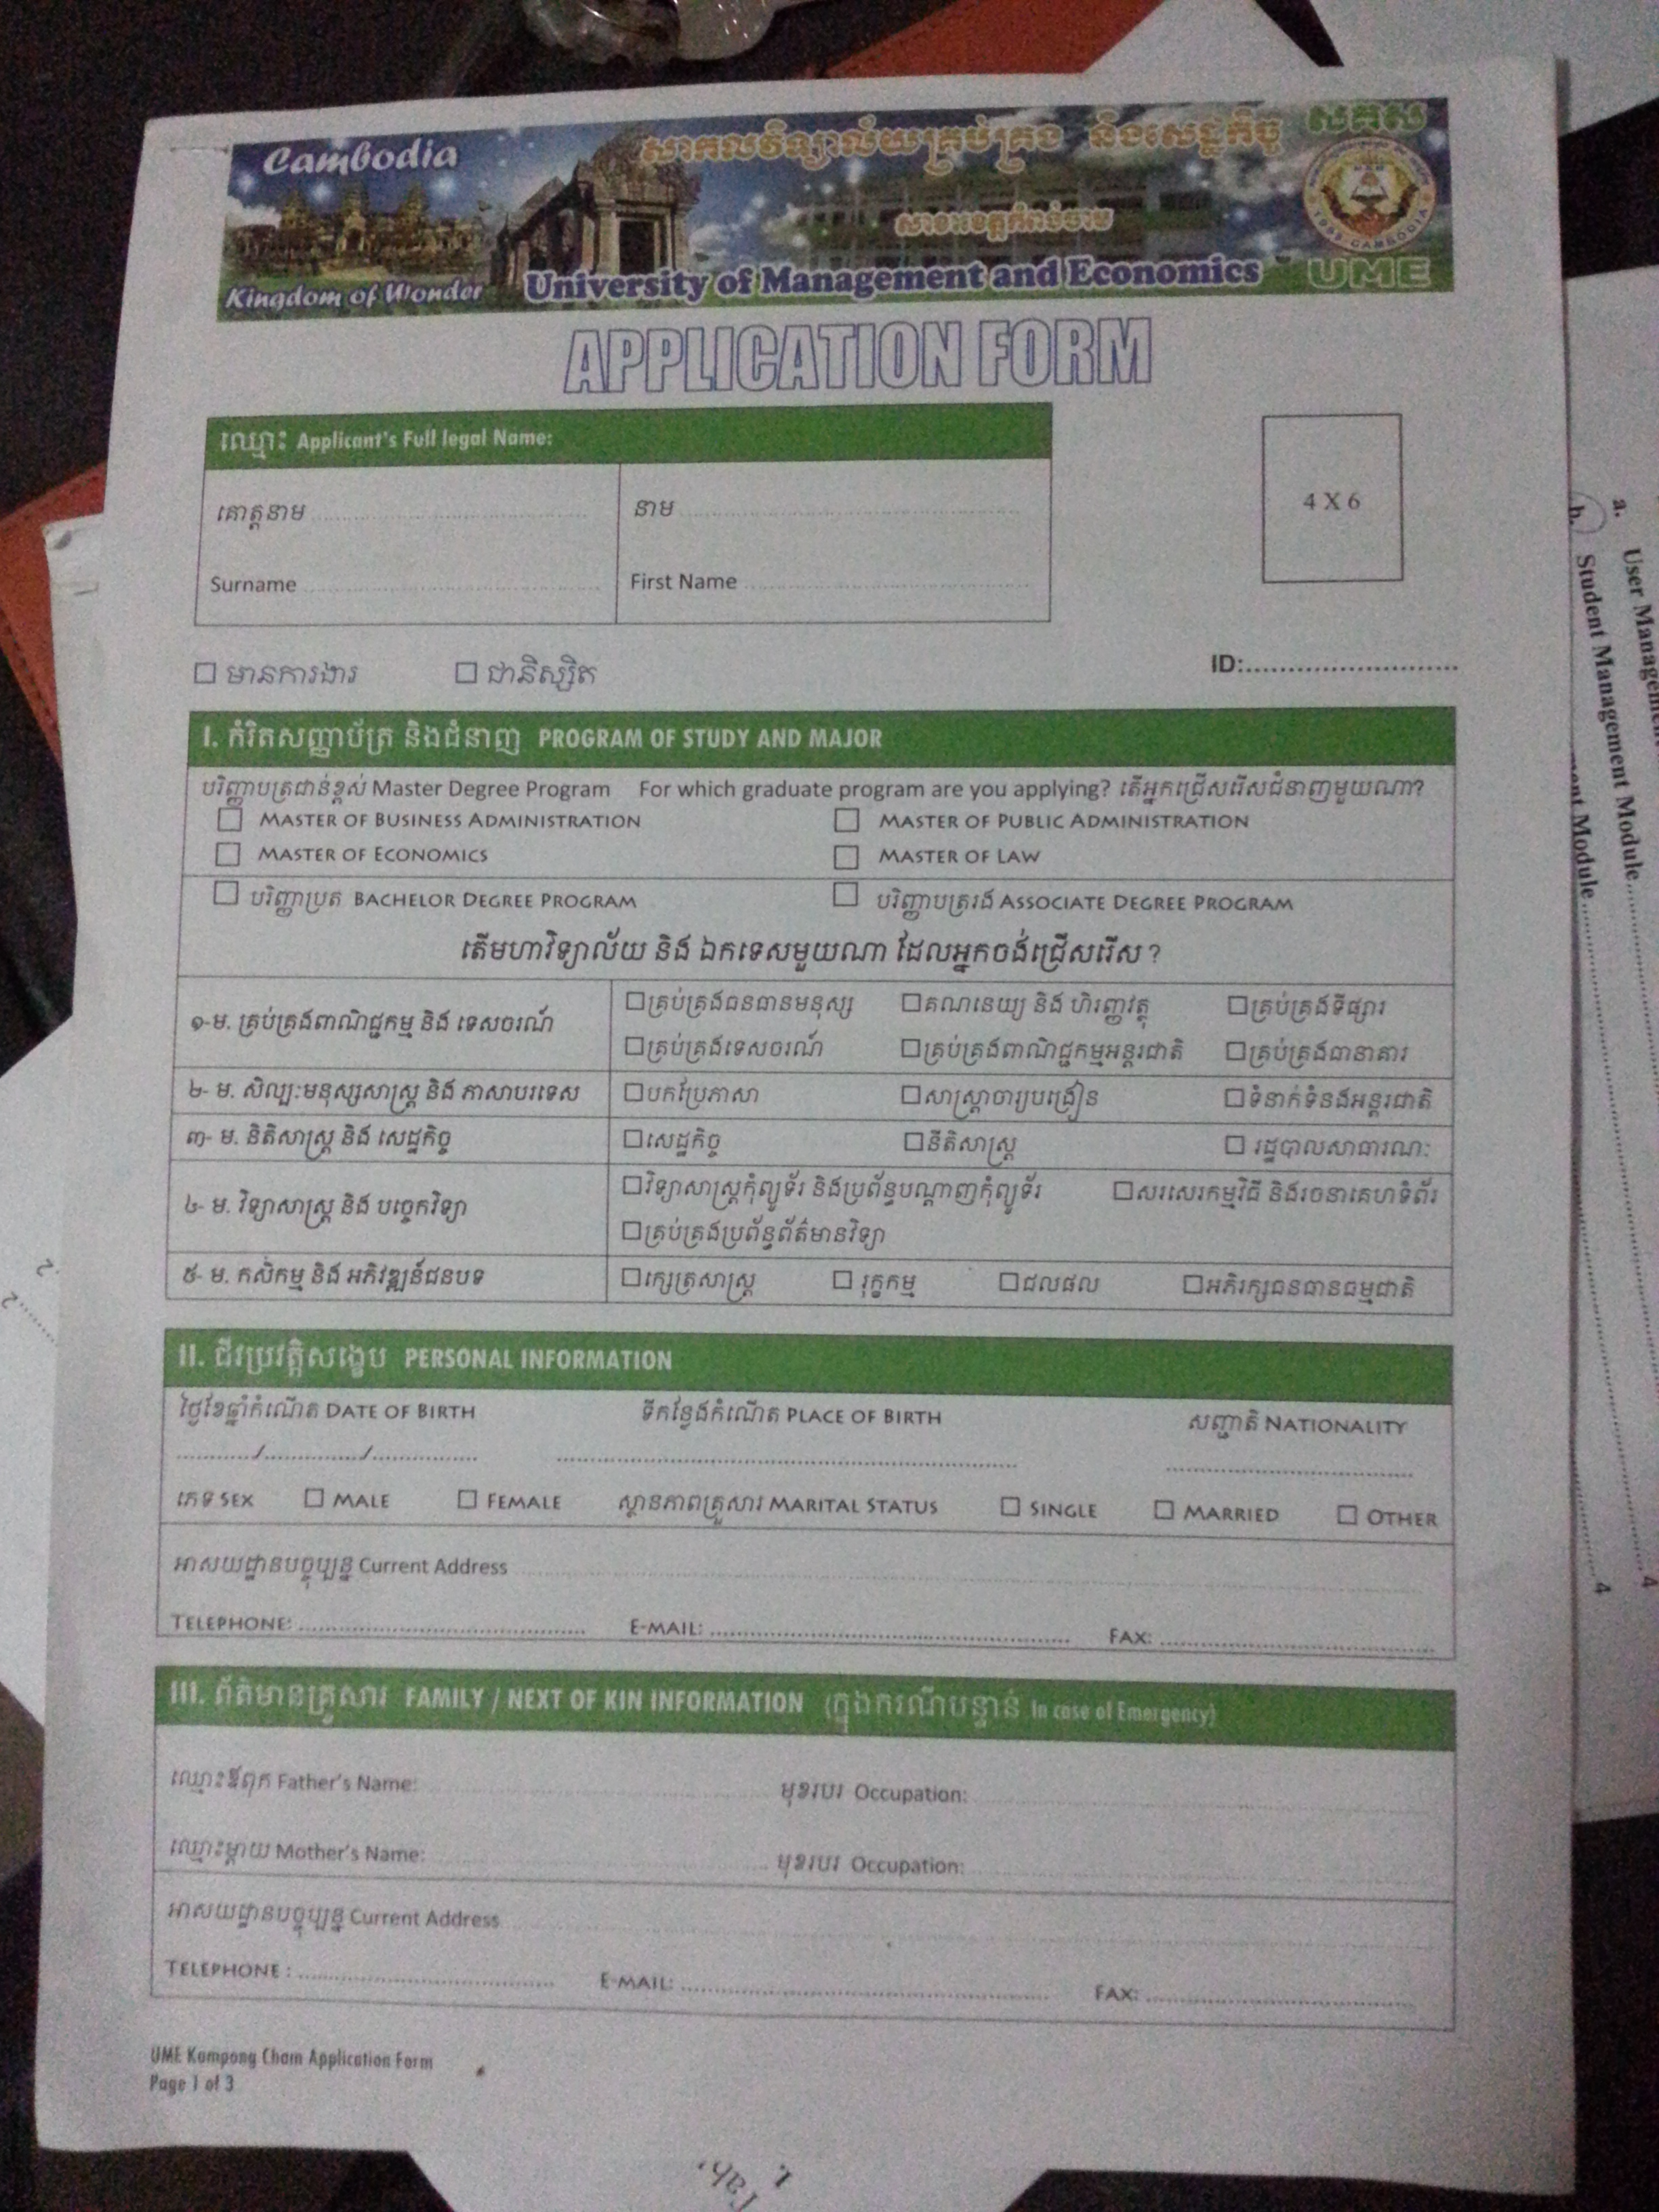 Cambodia
Kingdom of Wonder
សាកលវិទ្យាល័យគ្រប់គ្រង និងសេដ្ឋកិច្ច
សាខាខេត្តកំពង់ចាម
University of Management and Economics
សគស
UME
APPLICATION FORM
ឈ្មោះ Applicant's Full legal Name:
គោត្តនាម
នាម
Surname
First Name
4 X 6
មានការងារ ជានិស្សិត
ID:
I. កំរិតសញ្ញាប័ត្រ និងជំនាញ PROGRAM OF STUDY AND MAJOR
បរិញ្ញាបត្រជាន់ខ្ពស់ Master Degree Program For which graduate program are you applying? តើអ្នកជ្រើសរើសជំនាញមួយណា?
MASTER OF BUSINESS ADMINISTRATION MASTER OF PUBLIC ADMINISTRATION
MASTER OF ECONOMICS MASTER OF LAW
បរិញ្ញាប្រត BACHELOR DEGREE PROGRAM បរិញ្ញាបត្ររង ASSOCIATE DEGREE PROGRAM
តើមហាវិទ្យាល័យ និង ឯកទេសមួយណា ដែលអ្នកចង់ជ្រើសរើស ?
១-ម. គ្រប់គ្រងពាណិជ្ជកម្ម និង ទេសចរណ៍
គ្រប់គ្រងធនធានមនុស្ស គណនេយ្យ និង ហិរញ្ញវត្ថុ គ្រប់គ្រងទីផ្សារ
គ្រប់គ្រងទេសចរណ៍ គ្រប់គ្រងពាណិជ្ជកម្មអន្តរជាតិ គ្រប់គ្រងធនាគារ
២- ម. សិល្បៈមនុស្សសាស្ត្រ និង ភាសាបរទេស
បកប្រែភាសា សាស្ត្រាចារ្យបង្រៀន ទំនាក់ទំនងអន្តរជាតិ
៣- ម. និតិសាស្ត្រ និង សេដ្ឋកិច្ច
សេដ្ឋកិច្ច នីតិសាស្ត្រ រដ្ឋបាលសាធារណៈ
៤- ម. វិទ្យាសាស្ត្រ និង បច្ចេកវិទ្យា
វិទ្យាសាស្ត្រកុំព្យូទ័រ និងប្រព័ន្ធបណ្តាញកុំព្យូទ័រ សរសេរកម្មវិធី និងរចនាគេហទំព័រ
គ្រប់គ្រងប្រព័ន្ធព័ត៌មានវិទ្យា
៥- ម. កសិកម្ម និង អភិវឌ្ឍន៍ជនបទ
ក្សេត្រសាស្ត្រ រុក្ខកម្ម ជលផល អភិរក្សធនធានធម្មជាតិ
II. ជីវប្រវត្តិសង្ខេប PERSONAL INFORMATION
ថ្ងៃខែឆ្នាំកំណើត DATE OF BIRTH ទីកន្លែងកំណើត PLACE OF BIRTH សញ្ជាតិ NATIONALITY
............/............../..................
ភេទ SEX MALE FEMALE ស្ថានភាពគ្រួសារ MARITAL STATUS SINGLE MARRIED OTHER
អាសយដ្ឋានបច្ចុប្បន្ន Current Address
TELEPHONE: E-MAIL: FAX:
III. ព័ត៌មានគ្រួសារ FAMILY / NEXT OF KIN INFORMATION (ក្នុងករណីបន្ទាន់ In case of Emergency)
ឈ្មោះឪពុក Father's Name: មុខរបរ Occupation:
ឈ្មោះម្តាយ Mother's Name: មុខរបរ Occupation:
អាសយដ្ឋានបច្ចុប្បន្ន Current Address
TELEPHONE : E-MAIL: FAX:
UME Kampong Cham Application Form
Page 1 of 3
a. User Management Module 4
b. Student Management Module 4
Module